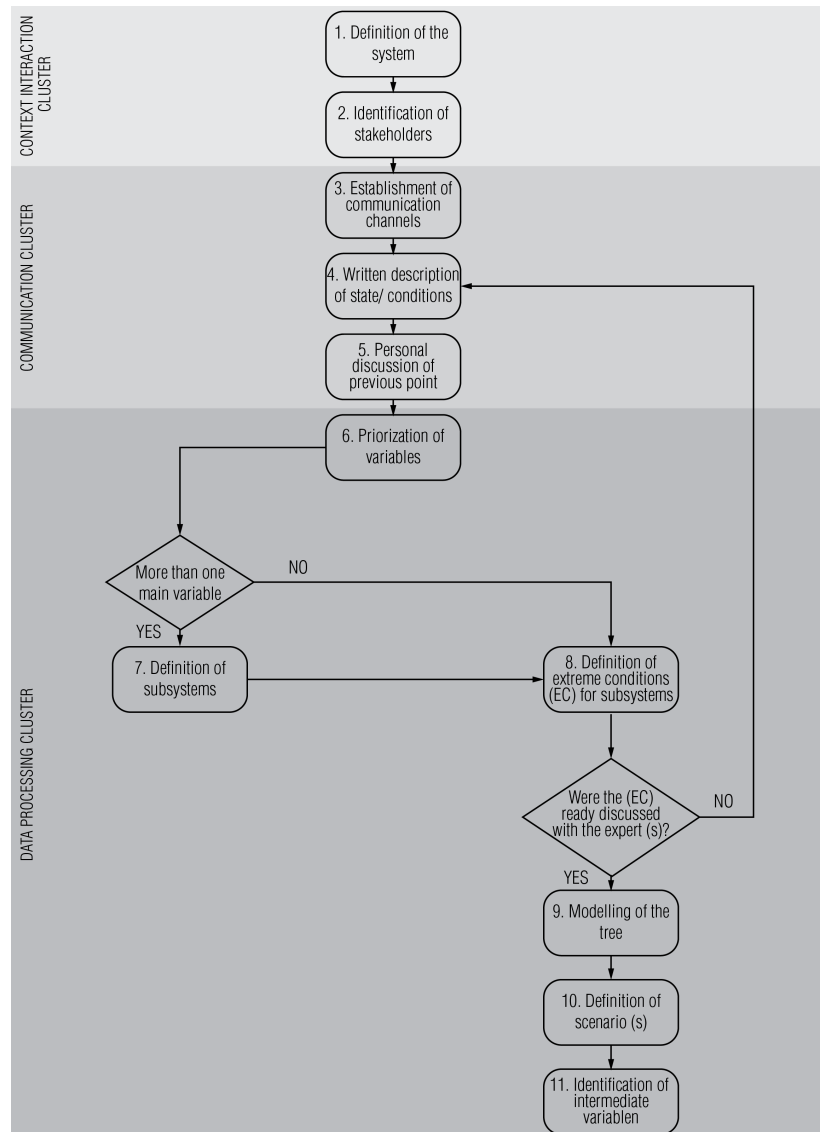 CONTEXT INTERACTION
CLUSTER
1. Definition of the
system
2. Identification of
stakeholders
COMMUNICATION CLUSTER
3. Establishment of
communication
channels
4. Written description
of state/ conditions
5. Personal
discussion of
previous point
DATA PROCESSING CLUSTER
6. Priorization of
variables
More than one
main variable
NO
YES
7. Definition of
subsystems
8. Definition of
extreme conditions
(EC) for subsystems
Were the (EC)
ready discussed
with the expert (s)?
NO
YES
9. Modelling of the
tree
10. Definition of
scenario (s)
11. Identification of
intermediate
variablen